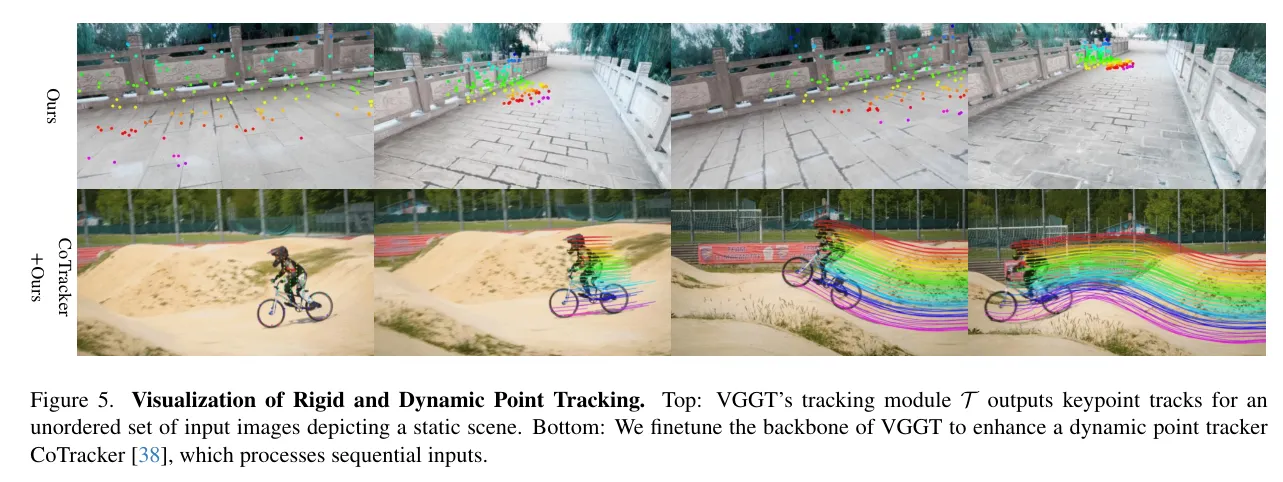 Ours
CoTracker
+Ours
Figure 5. Visualization of Rigid and Dynamic Point Tracking. Top: VGGT's tracking module 𝒯 outputs keypoint tracks for an
unordered set of input images depicting a static scene. Bottom: We finetune the backbone of VGGT to enhance a dynamic point tracker
CoTracker [38], which processes sequential inputs.